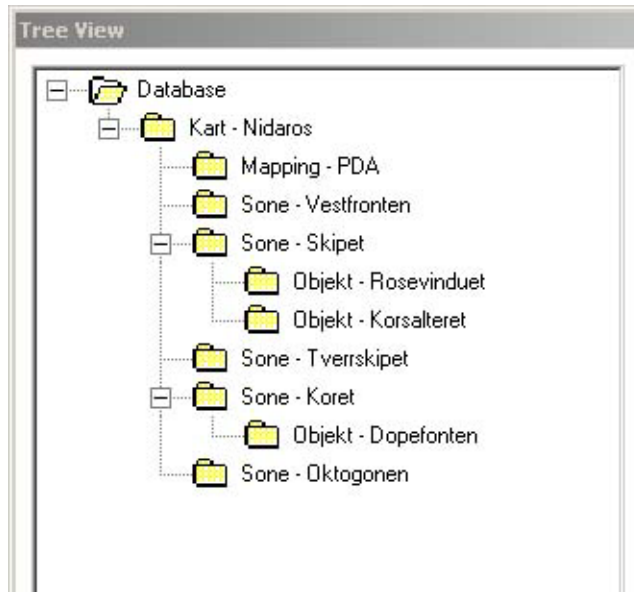 Tree View
Database
Kart - Nidaros
Mapping - PDA
Sone - Vestfronten
Sone - Skipet
Objekt - Rosevinduet
Objekt - Korsalteret
Sone - Tverrskipet
Sone - Koret
Objekt - Dopefonten
Sone - Oktogonen